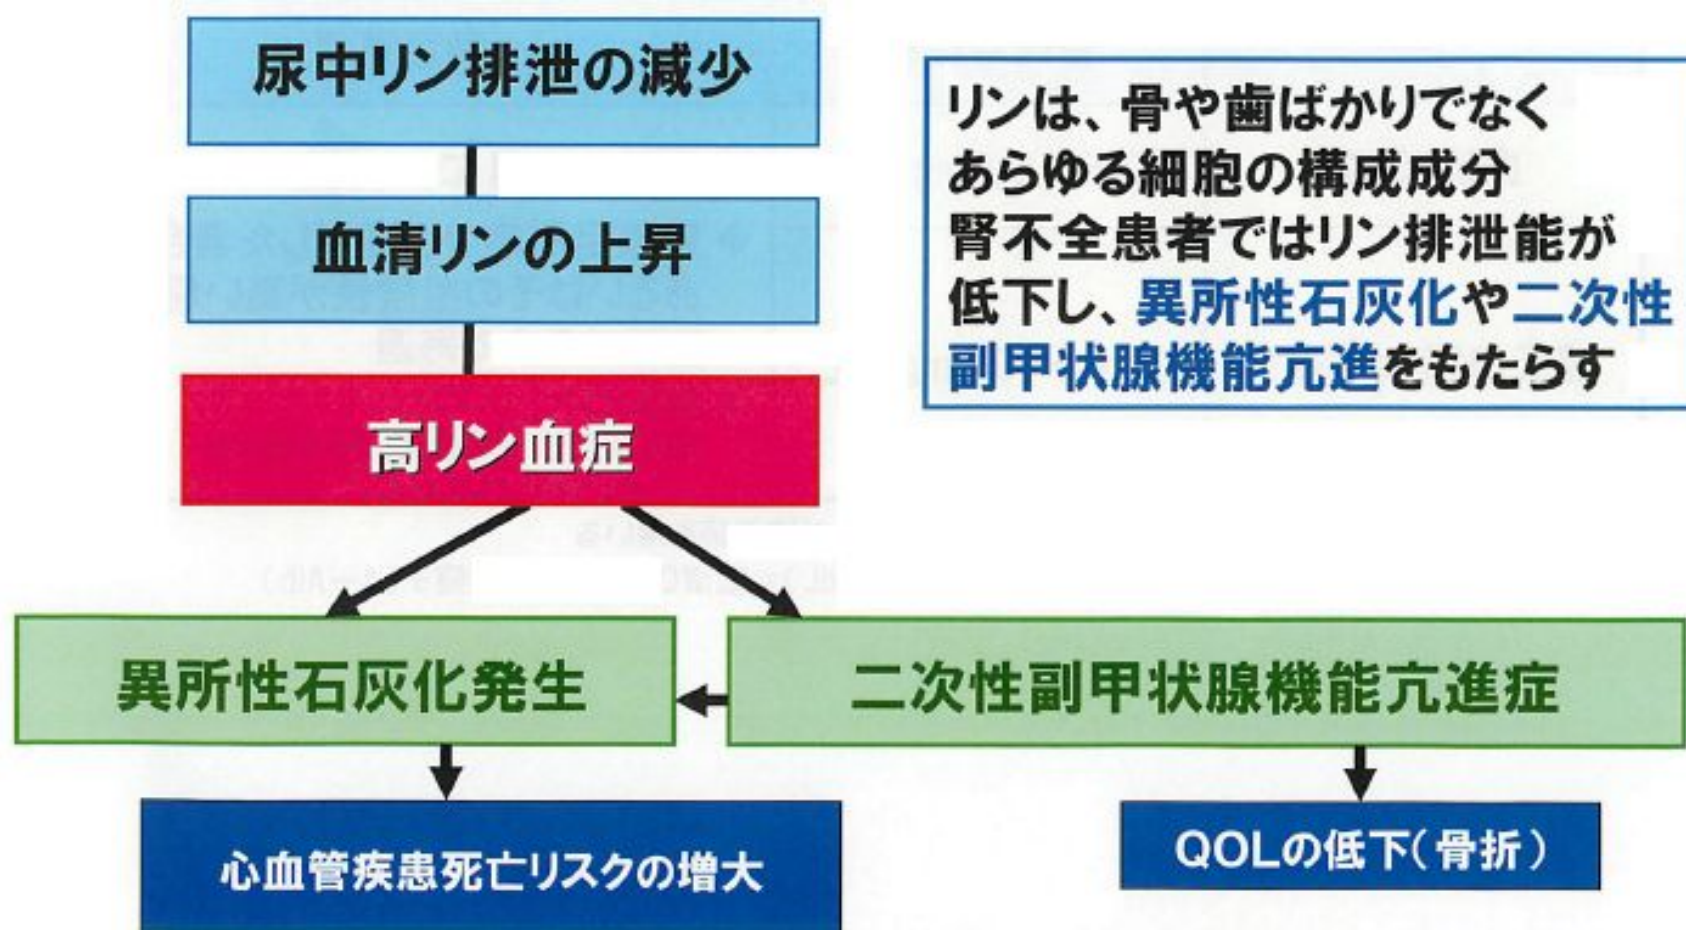 尿中リン排泄の減少
血清リンの上昇
高リン血症
リンは、骨や歯ばかりでなく
あらゆる細胞の構成成分
腎不全患者ではリン排泄能が
低下し、異所性石灰化や二次性
副甲状腺機能亢進をもたらす
異所性石灰化発生
二次性副甲状腺機能亢進症
心血管疾患死亡リスクの増大
QOLの低下(骨折)